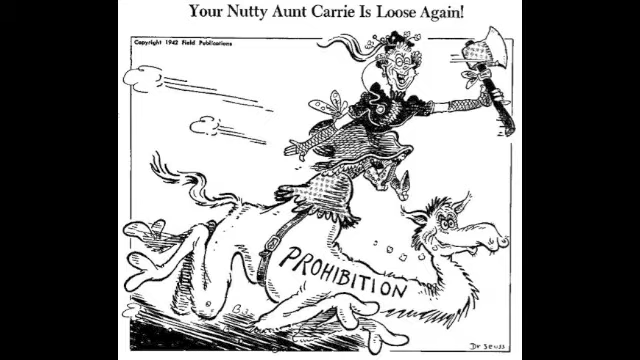 Your Nutty Aunt Carrie Is Loose Again!
Copyright 1942 Field Publications
PROHIBITION
Dr Seuss